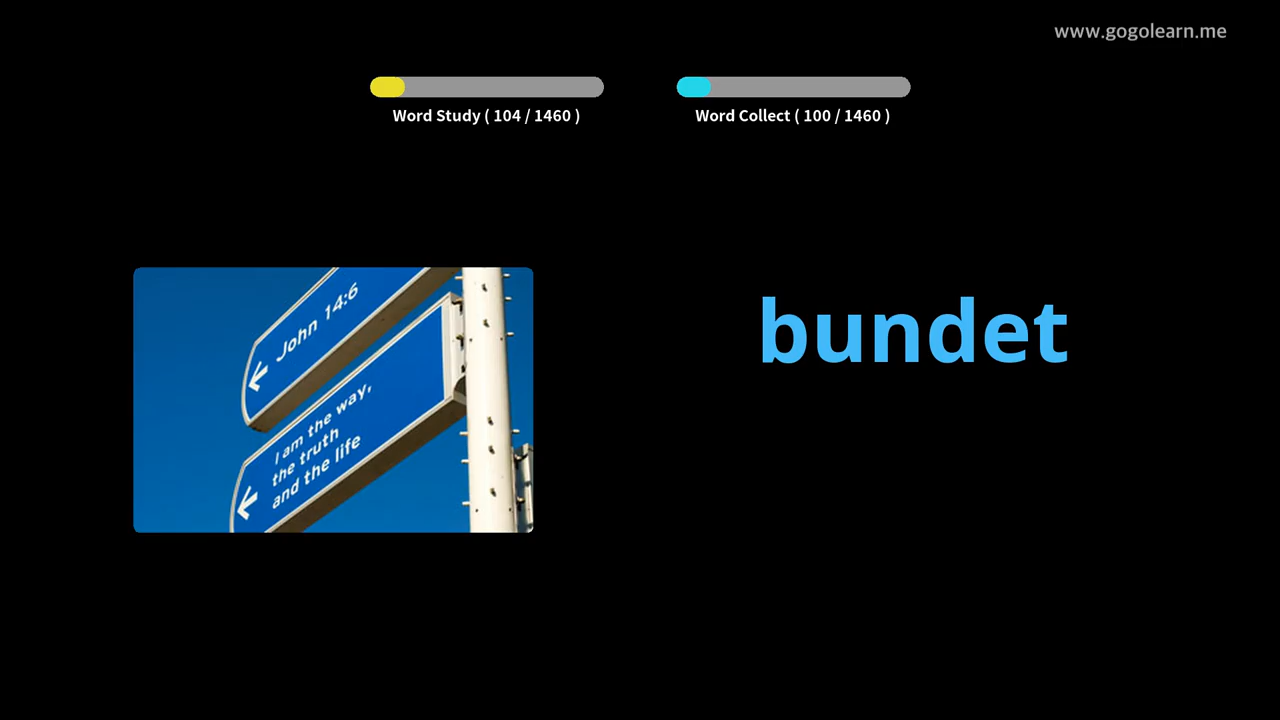 www.gogolearn.me
Word Study ( 104 / 1460 )
Word Collect ( 100 / 1460 )
John 14:6
I am the way,
the truth
and the life
bundet